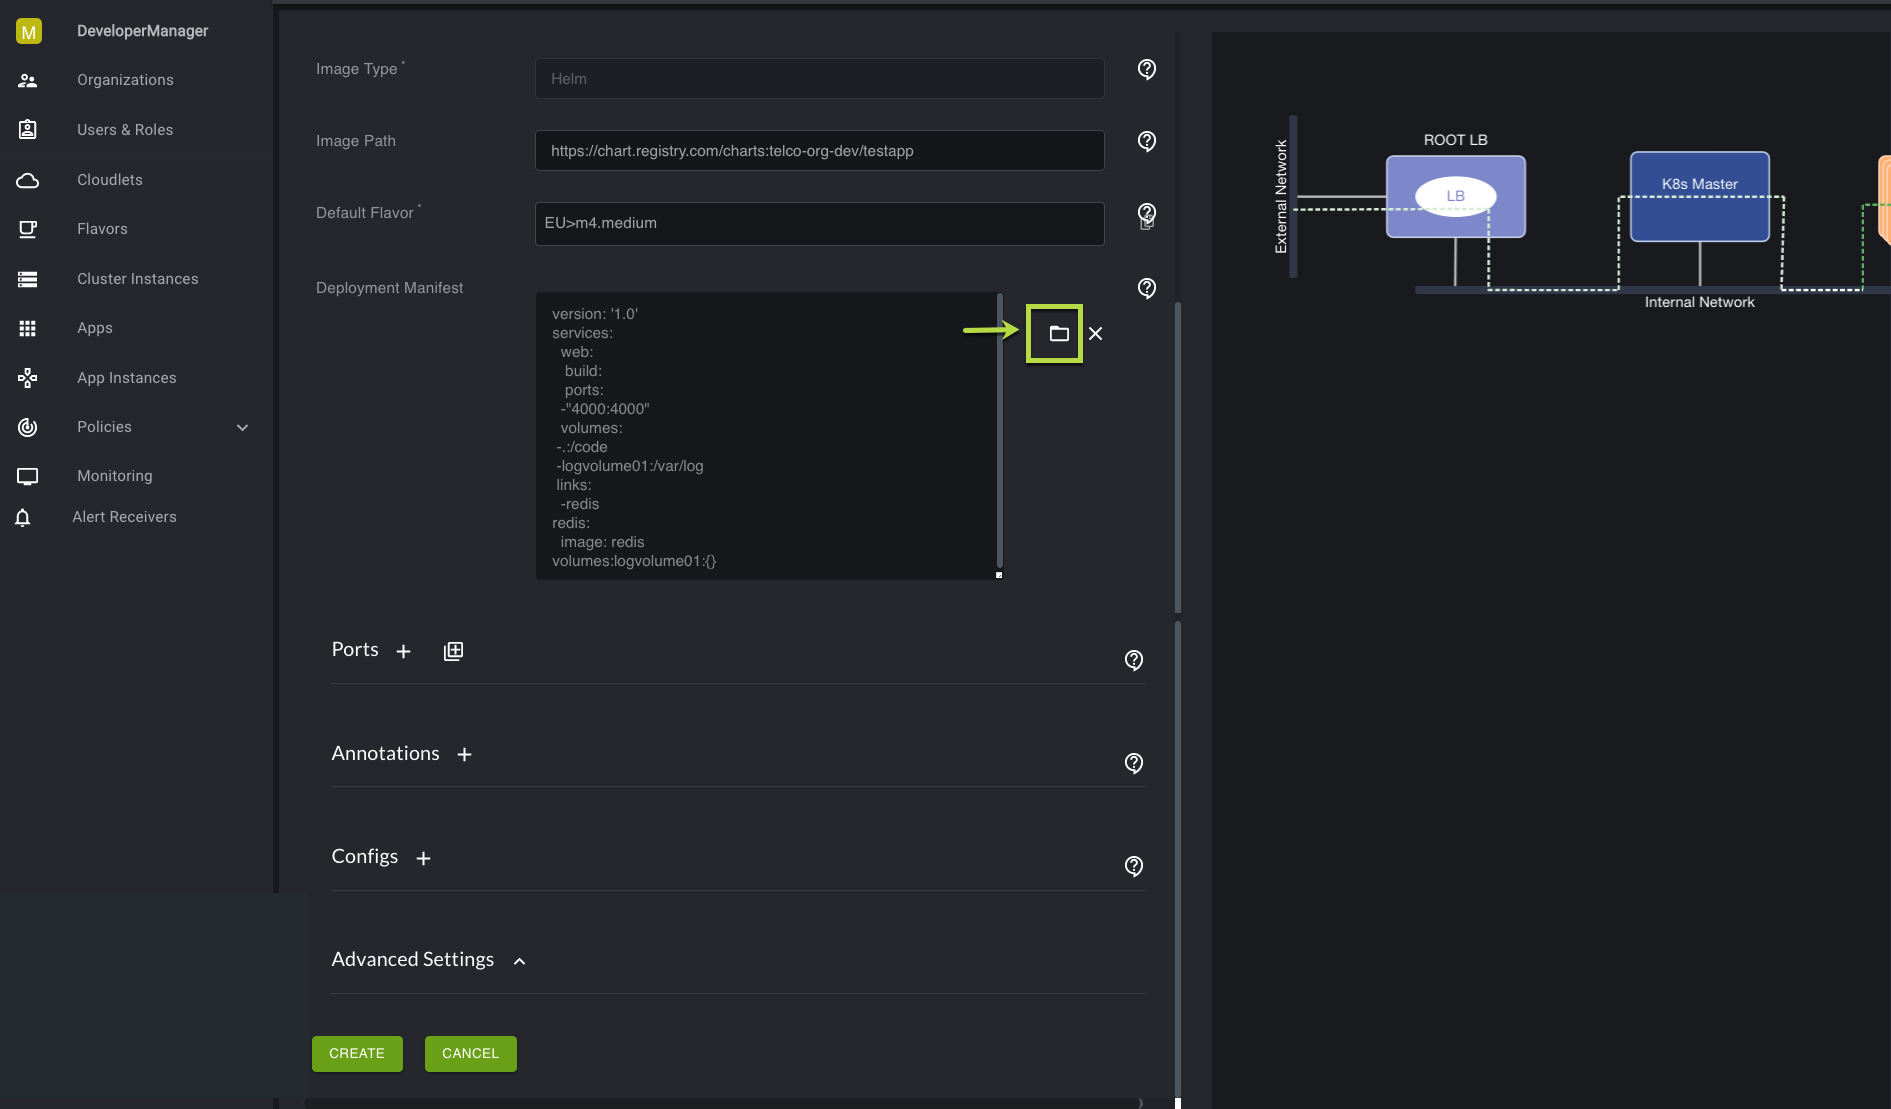 M
DeveloperManager
Organizations
Users & Roles
Cloudlets
Flavors
Cluster Instances
Apps
App Instances
Policies
Monitoring
Alert Receivers
Image Type *
Helm
Image Path
https://chart.registry.com/charts:telco-org-dev/testapp
Default Flavor *
EU>m4.medium
Deployment Manifest
version: '1.0'
services:
web:
build:
ports:
-"4000:4000"
volumes:
-.:/code
-logvolume01:/var/log
links:
-redis
redis:
image: redis
volumes:logvolume01:{}
Ports
Annotations
Configs
Advanced Settings
CREATE CANCEL
External Network
ROOT LB
LB
K8s Master
Internal Network